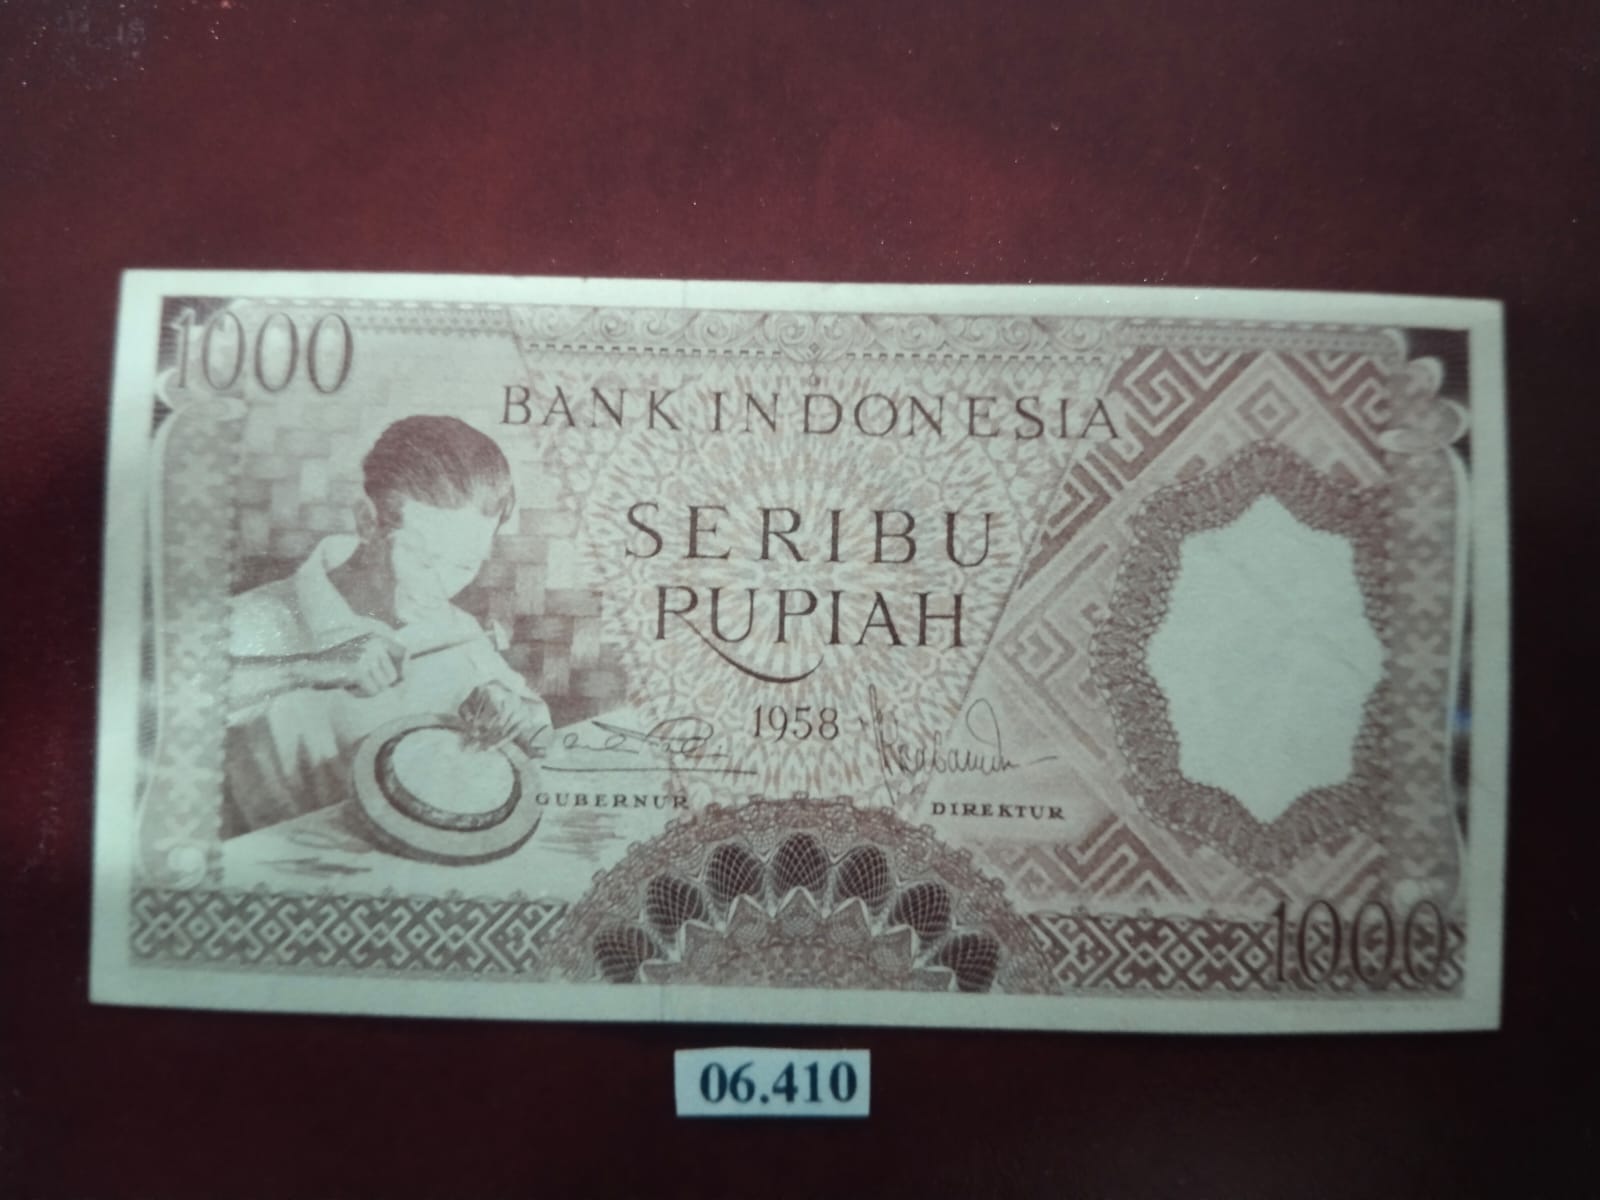 1000
BANK INDONESIA
SERIBU
RUPIAH
1958
GUBERNUR
DIREKTUR
1000
06.410